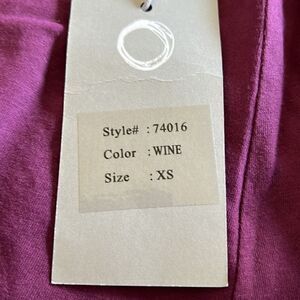 Style# : 74016
Color : WINE
Size : XS